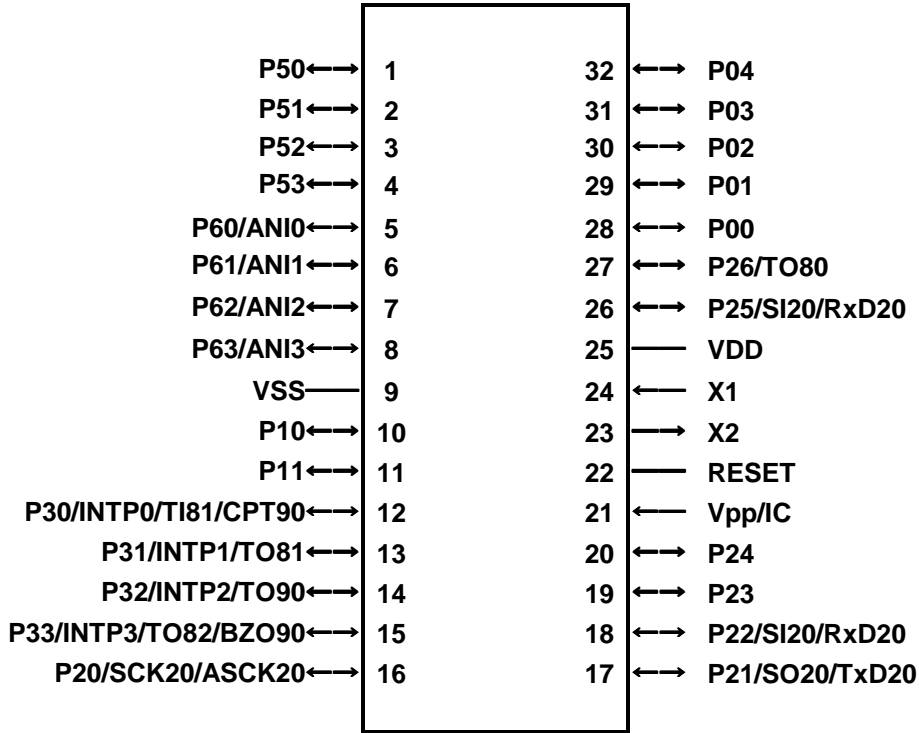 P50 1 32 P04
P51 2 31 P03
P52 3 30 P02
P53 4 29 P01
P60/ANI0 5 28 P00
P61/ANI1 6 27 P26/TO80
P62/ANI2 7 26 P25/SI20/RxD20
P63/ANI3 8 25 VDD
VSS 9 24 X1
P10 10 23 X2
P11 11 22 RESET
P30/INTP0/TI81/CPT90 12 21 Vpp/IC
P31/INTP1/TO81 13 20 P24
P32/INTP2/TO90 14 19 P23
P33/INTP3/TO82/BZO90 15 18 P22/SI20/RxD20
P20/SCK20/ASCK20 16 17 P21/SO20/TxD20